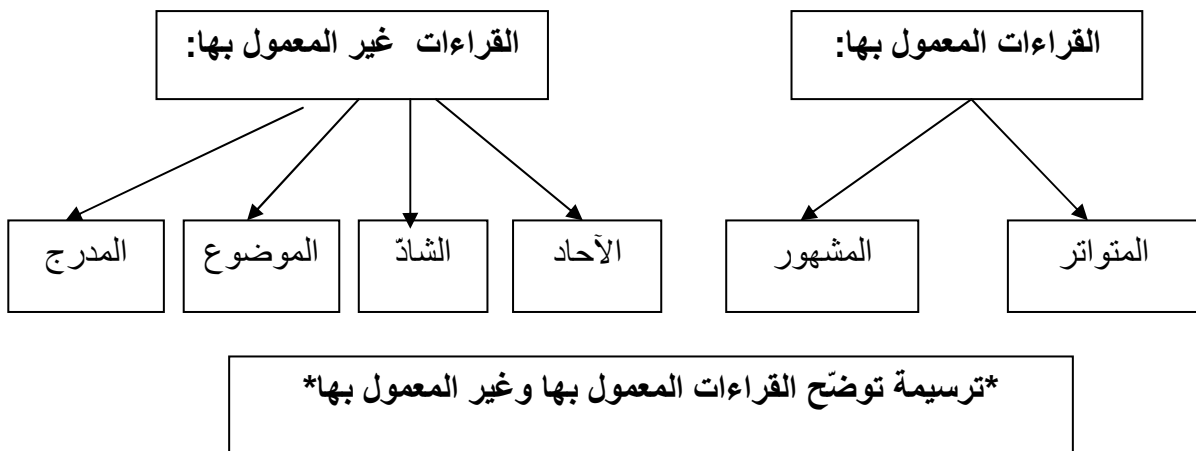 القراءات المعمول بها:
القراءات غير المعمول بها:
المتواتر
المشهور
الآحاد
الشاذّ
الموضوع
المدرج
*ترسيمة توضّح القراءات المعمول بها وغير المعمول بها*